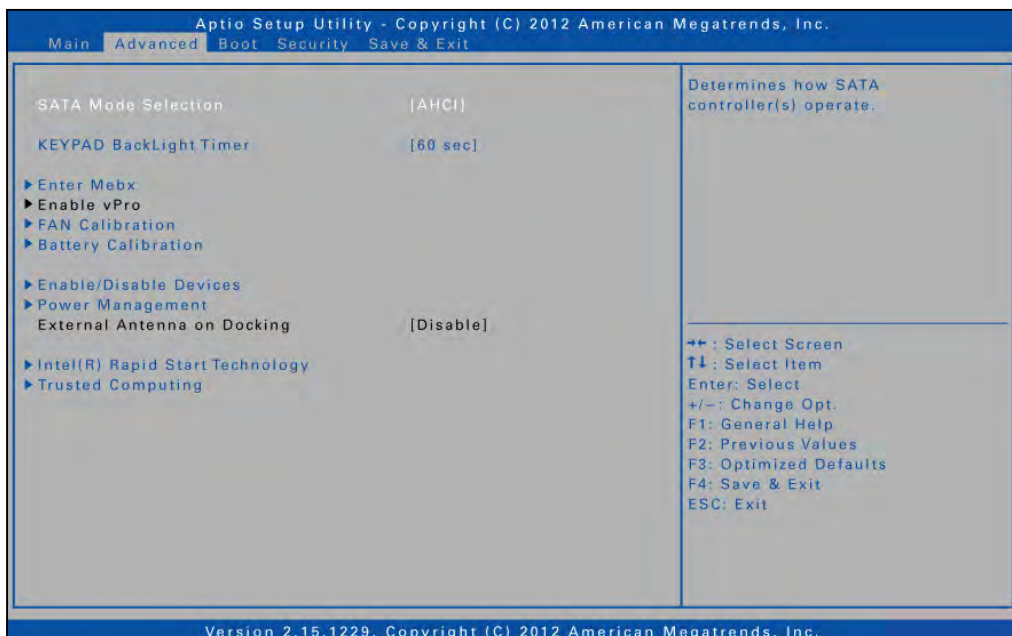 Aptio Setup Utility - Copyright (C) 2012 American Megatrends, Inc.
Main Advanced Boot Security Save & Exit
SATA Mode Selection [AHCI]
KEYPAD BackLight Timer [60 sec]
Enter Mebx
Enable vPro
FAN Calibration
Battery Calibration
Enable/Disable Devices
Power Management
External Antenna on Docking [Disable]
Intel(R) Rapid Start Technology
Trusted Computing
Determines how SATA
controller(s) operate.
→←: Select Screen
↑↓: Select Item
Enter: Select
+/−: Change Opt.
F1: General Help
F2: Previous Values
F3: Optimized Defaults
F4: Save & Exit
ESC: Exit
Version 2.15.1229. Copyright (C) 2012 American Megatrends, Inc.